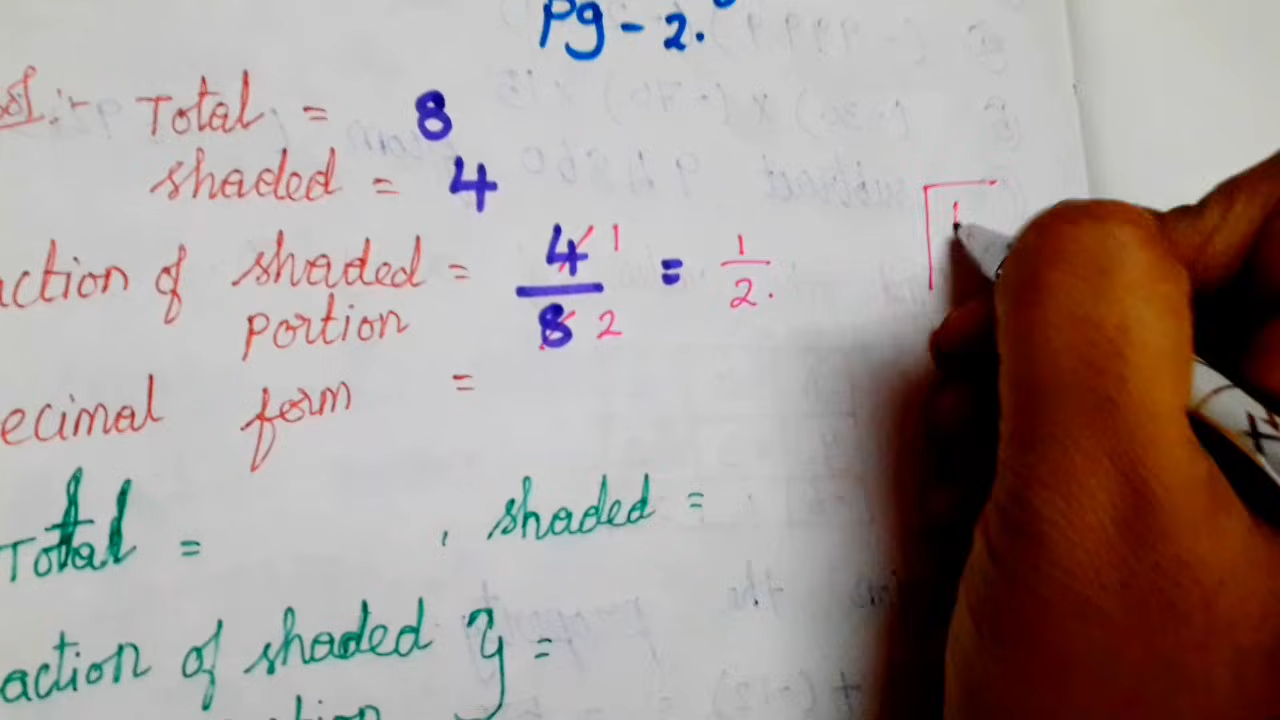 Pg - 2.
Total = 8
shaded = 4
action of shaded = 4/8 1 2 = 1/2.
portion
ecimal form =
Total = , shaded =
action of shaded } =